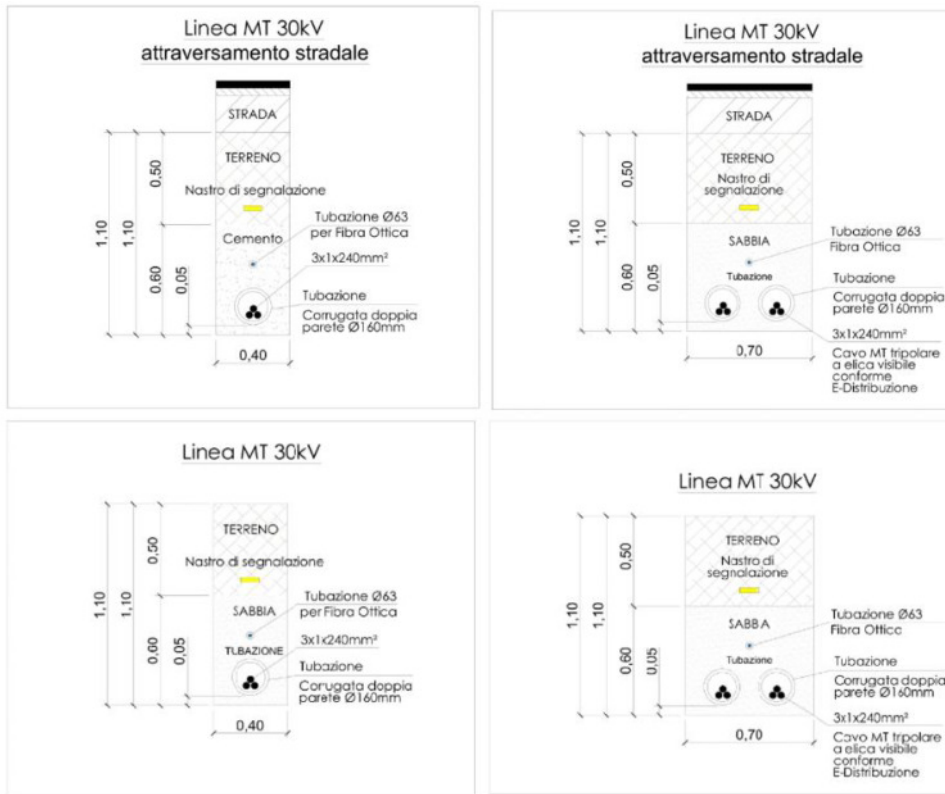 Linea MT 30kV
attraversamento stradale
STRADA
TERRENO
Nastro di segnalazione
Cemento
Tubazione Ø63
per Fibra Ottica
3x1x240mm²
Tubazione
Corrugata doppia
parete Ø160mm
1,10
1,10
0,50
0,60
0,05
0,40
Linea MT 30kV
attraversamento stradale
STRADA
TERRENO
Nastro di
segnalazione
SABBIA
Tubazione
Tubazione Ø63
Fibra Ottica
Tubazione
Corrugata doppia
parete Ø160mm
3x1x240mm²
Cavo MT tripolare
a elica visibile
conforme
E-Distribuzione
1,10
1,10
0,50
0,60
0,05
0,70
Linea MT 30kV
TERRENO
Nastro di segnalazione
SABBIA
TUBAZIONE
Tubazione Ø63
per Fibra Ottica
3x1x240mm²
Tubazione
Corrugata doppia
parete Ø160mm
1,10
1,10
0,50
0,60
0,05
0,40
Linea MT 30kV
TERRENO
Nastro di
segnalazione
SABBIA
Tubazione
Tubazione Ø63
Fibra Ottica
Tubazione
Corrugata doppia
parete Ø160mm
3x1x240mm²
Cavo MT tripolare
a elica visibile
conforme
E-Distribuzione
1,10
1,10
0,50
0,60
0,05
0,70